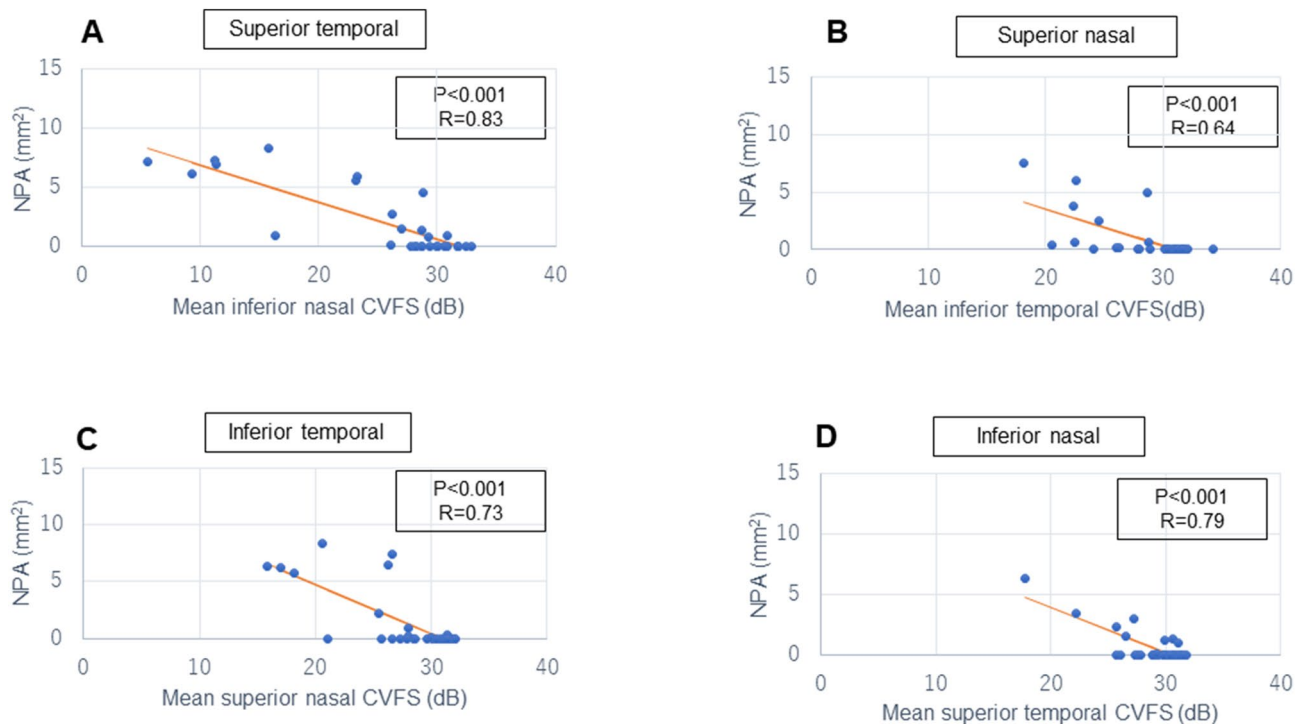 A
Superior temporal
15
10
5
0
NPA (mm²)
P<0.001
R=0.83
0 10 20 30 40
Mean inferior nasal CVFS (dB)
B
Superior nasal
15
10
5
0
NPA (mm²)
P<0.001
R=0.64
0 10 20 30 40
Mean inferior temporal CVFS(dB)
C
Inferior temporal
15
10
5
0
NPA (mm²)
P<0.001
R=0.73
0 10 20 30 40
Mean superior nasal CVFS (dB)
D
Inferior nasal
15
10
5
0
NPA (mm²)
P<0.001
R=0.79
0 10 20 30 40
Mean superior temporal CVFS (dB)